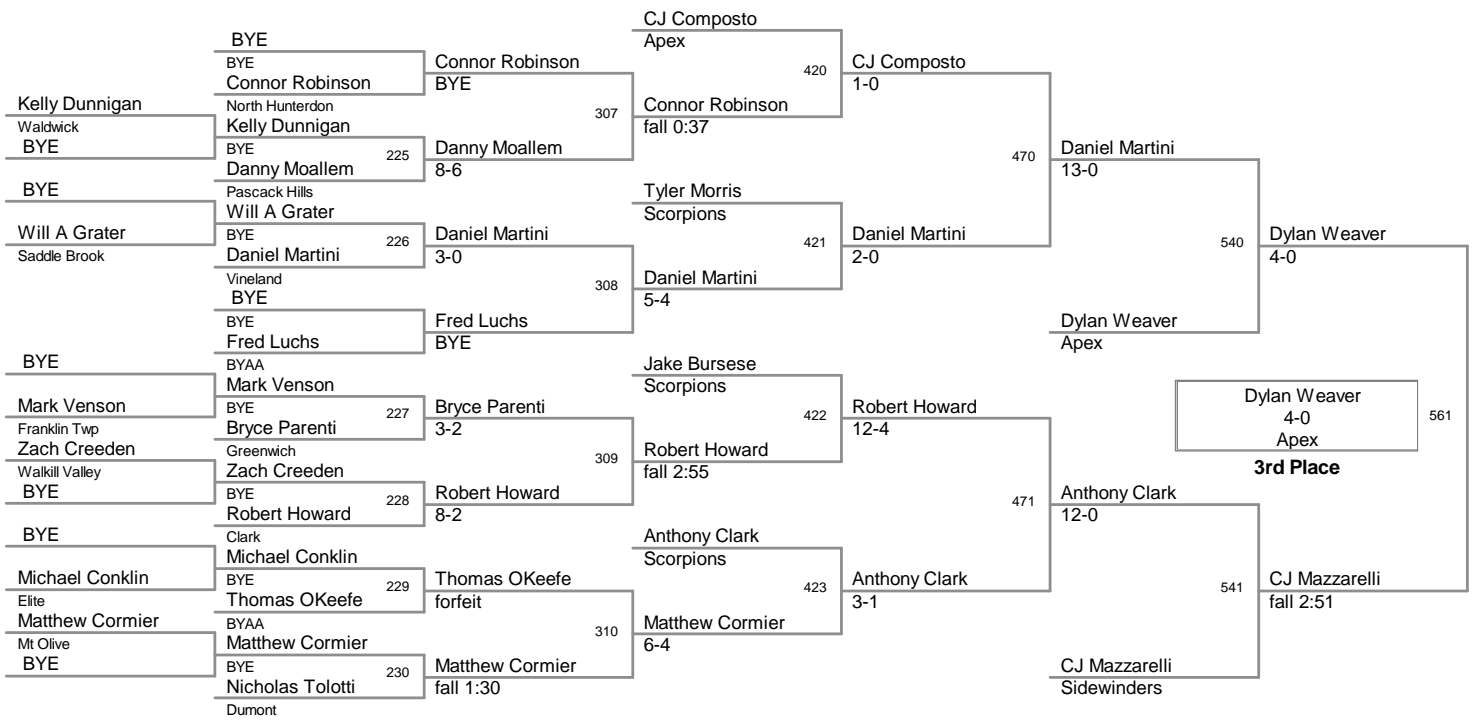 Kelly Dunnigan
Waldwick
BYE
BYE
Will A Grater
Saddle Brook
BYE
Mark Venson
Franklin Twp
Zach Creeden
Walkill Valley
BYE
BYE
Michael Conklin
Elite
Matthew Cormier
Mt Olive
BYE
BYE
BYE
Connor Robinson
North Hunterdon
Kelly Dunnigan
BYE
225
Danny Moallem
Pascack Hills
Will A Grater
BYE
226
Daniel Martini
Vineland
BYE
BYE
Fred Luchs
BYAA
Mark Venson
BYE
227
Bryce Parenti
Greenwich
Zach Creeden
BYE
228
Robert Howard
Clark
Michael Conklin
BYE
229
Thomas OKeefe
BYAA
Matthew Cormier
BYE
230
Nicholas Tolotti
Dumont
Connor Robinson
BYE
307
Danny Moallem
8-6
Daniel Martini
3-0
308
Fred Luchs
BYE
Bryce Parenti
3-2
309
Robert Howard
8-2
Thomas OKeefe
forfeit
310
Matthew Cormier
fall 1:30
CJ Composto
Apex
420
Connor Robinson
fall 0:37
Tyler Morris
Scorpions
421
Daniel Martini
5-4
Jake Bursese
Scorpions
422
Robert Howard
fall 2:55
Anthony Clark
Scorpions
423
Matthew Cormier
6-4
CJ Composto
1-0
470
Daniel Martini
2-0
Robert Howard
12-4
471
Anthony Clark
3-1
Daniel Martini
13-0
540
Dylan Weaver
Apex
Anthony Clark
12-0
541
CJ Mazzarelli
Sidewinders
Dylan Weaver
4-0
Dylan Weaver
4-0
Apex
561
3rd Place
CJ Mazzarelli
fall 2:51